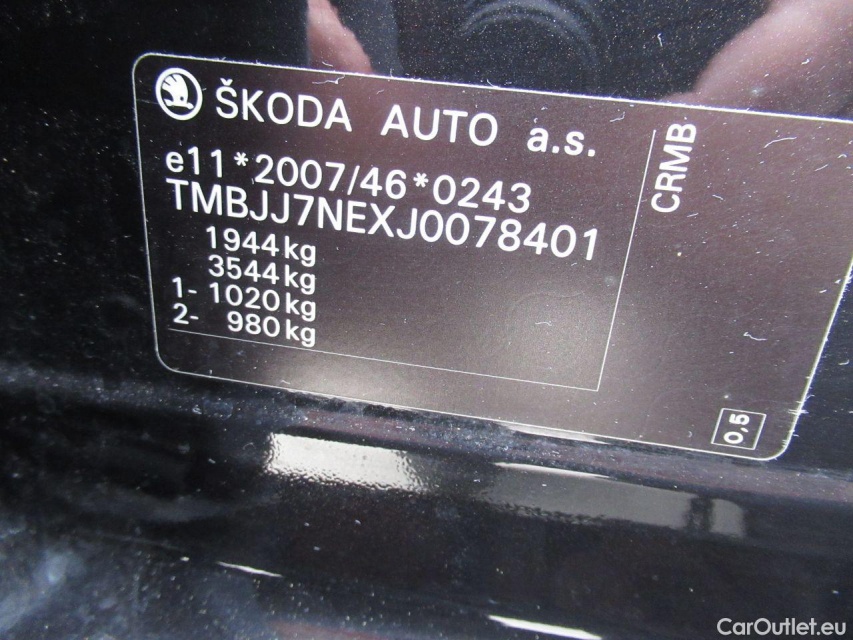 ŠKODA AUTO a.s.
e11*2007/46*0243
TMBJJ7NEXJ0078401
1944kg
3544kg
1- 1020kg
2- 980kg
CRMB
0,5
CarOutlet.eu